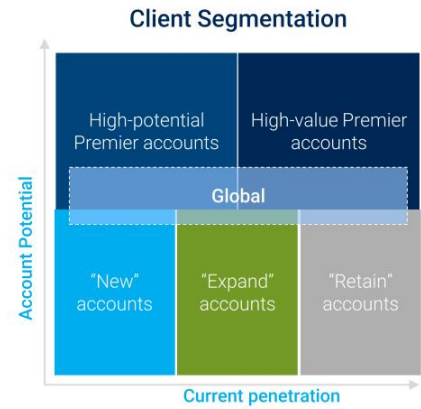 Client Segmentation
High-potential
Premier accounts
High-value Premier
accounts
Global
“New”
accounts
“Expand”
accounts
“Retain”
accounts
Account Potential
Current penetration